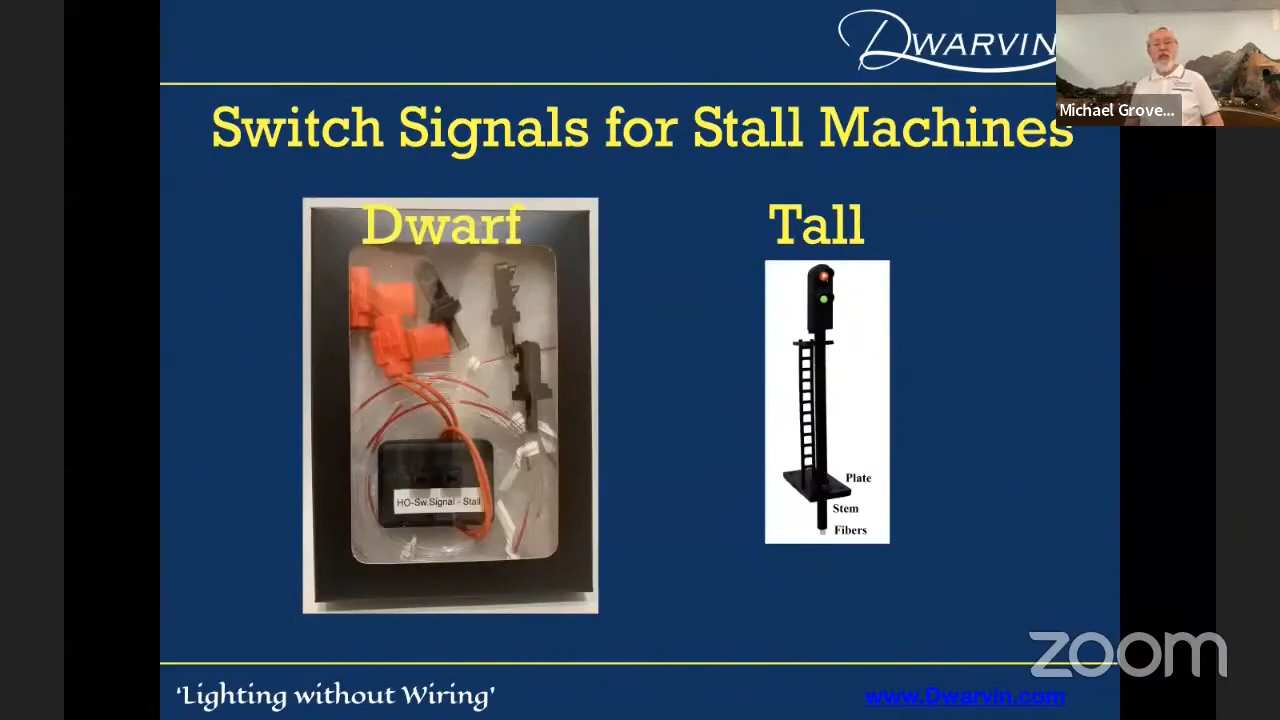 DWARVIN
Michael Grove...
Switch Signals for Stall Machines
Dwarf
Tall
HO-Sw.Signal - Stall
Plate
Stem
Fibers
zoom
'Lighting without Wiring'
www.Dwarvin.com